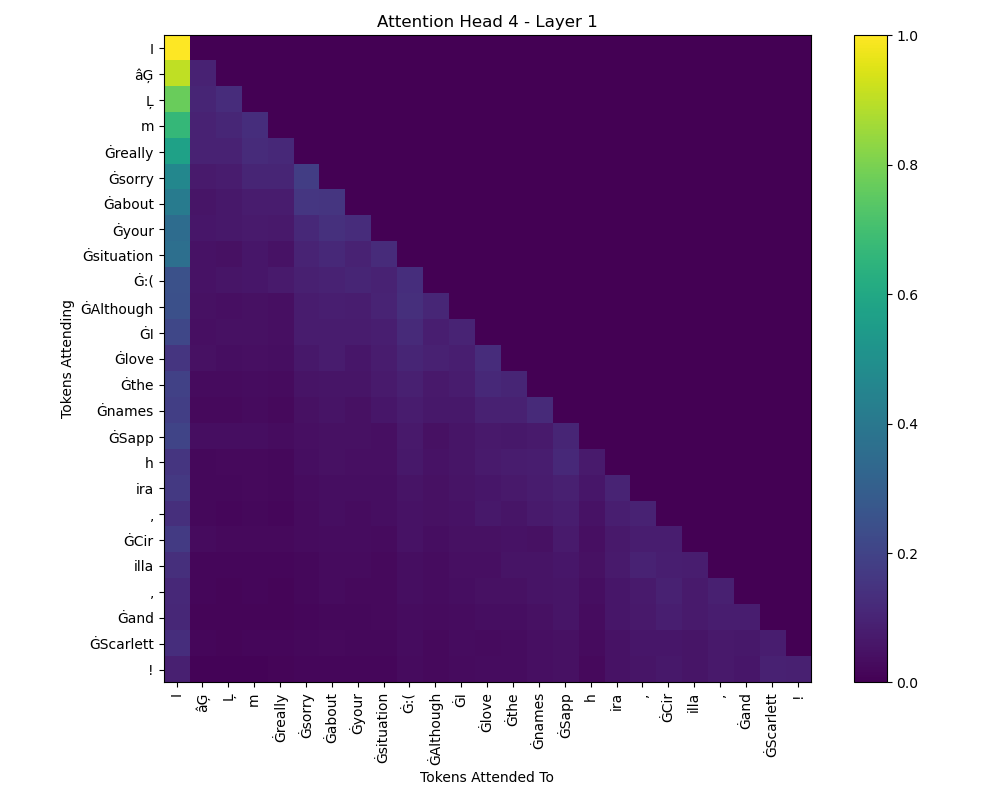 Attention Head 4 - Layer 1
Tokens Attending
I
âĢ
Ļ
m
Ġreally
Ġsorry
Ġabout
Ġyour
Ġsituation
Ġ:(
ĠAlthough
ĠI
Ġlove
Ġthe
Ġnames
ĠSapp
h
ira
,
ĠCir
illa
,
Ġand
ĠScarlett
!
I
âĢ
Ļ
m
Ġreally
Ġsorry
Ġabout
Ġyour
Ġsituation
Ġ:(
ĠAlthough
ĠI
Ġlove
Ġthe
Ġnames
ĠSapp
h
ira
,
ĠCir
illa
,
Ġand
ĠScarlett
!
Tokens Attended To
1.0
0.8
0.6
0.4
0.2
0.0